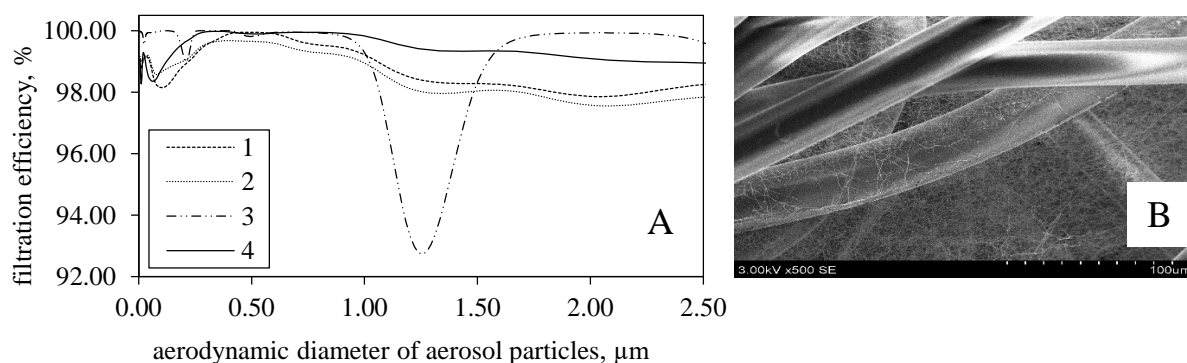 filtration efficiency, %
100.00
98.00
96.00
94.00
92.00
1
2
3
4
A
0.00 0.50 1.00 1.50 2.00 2.50
aerodynamic diameter of aerosol particles, µm
B
3.00kV x500 SE 100um